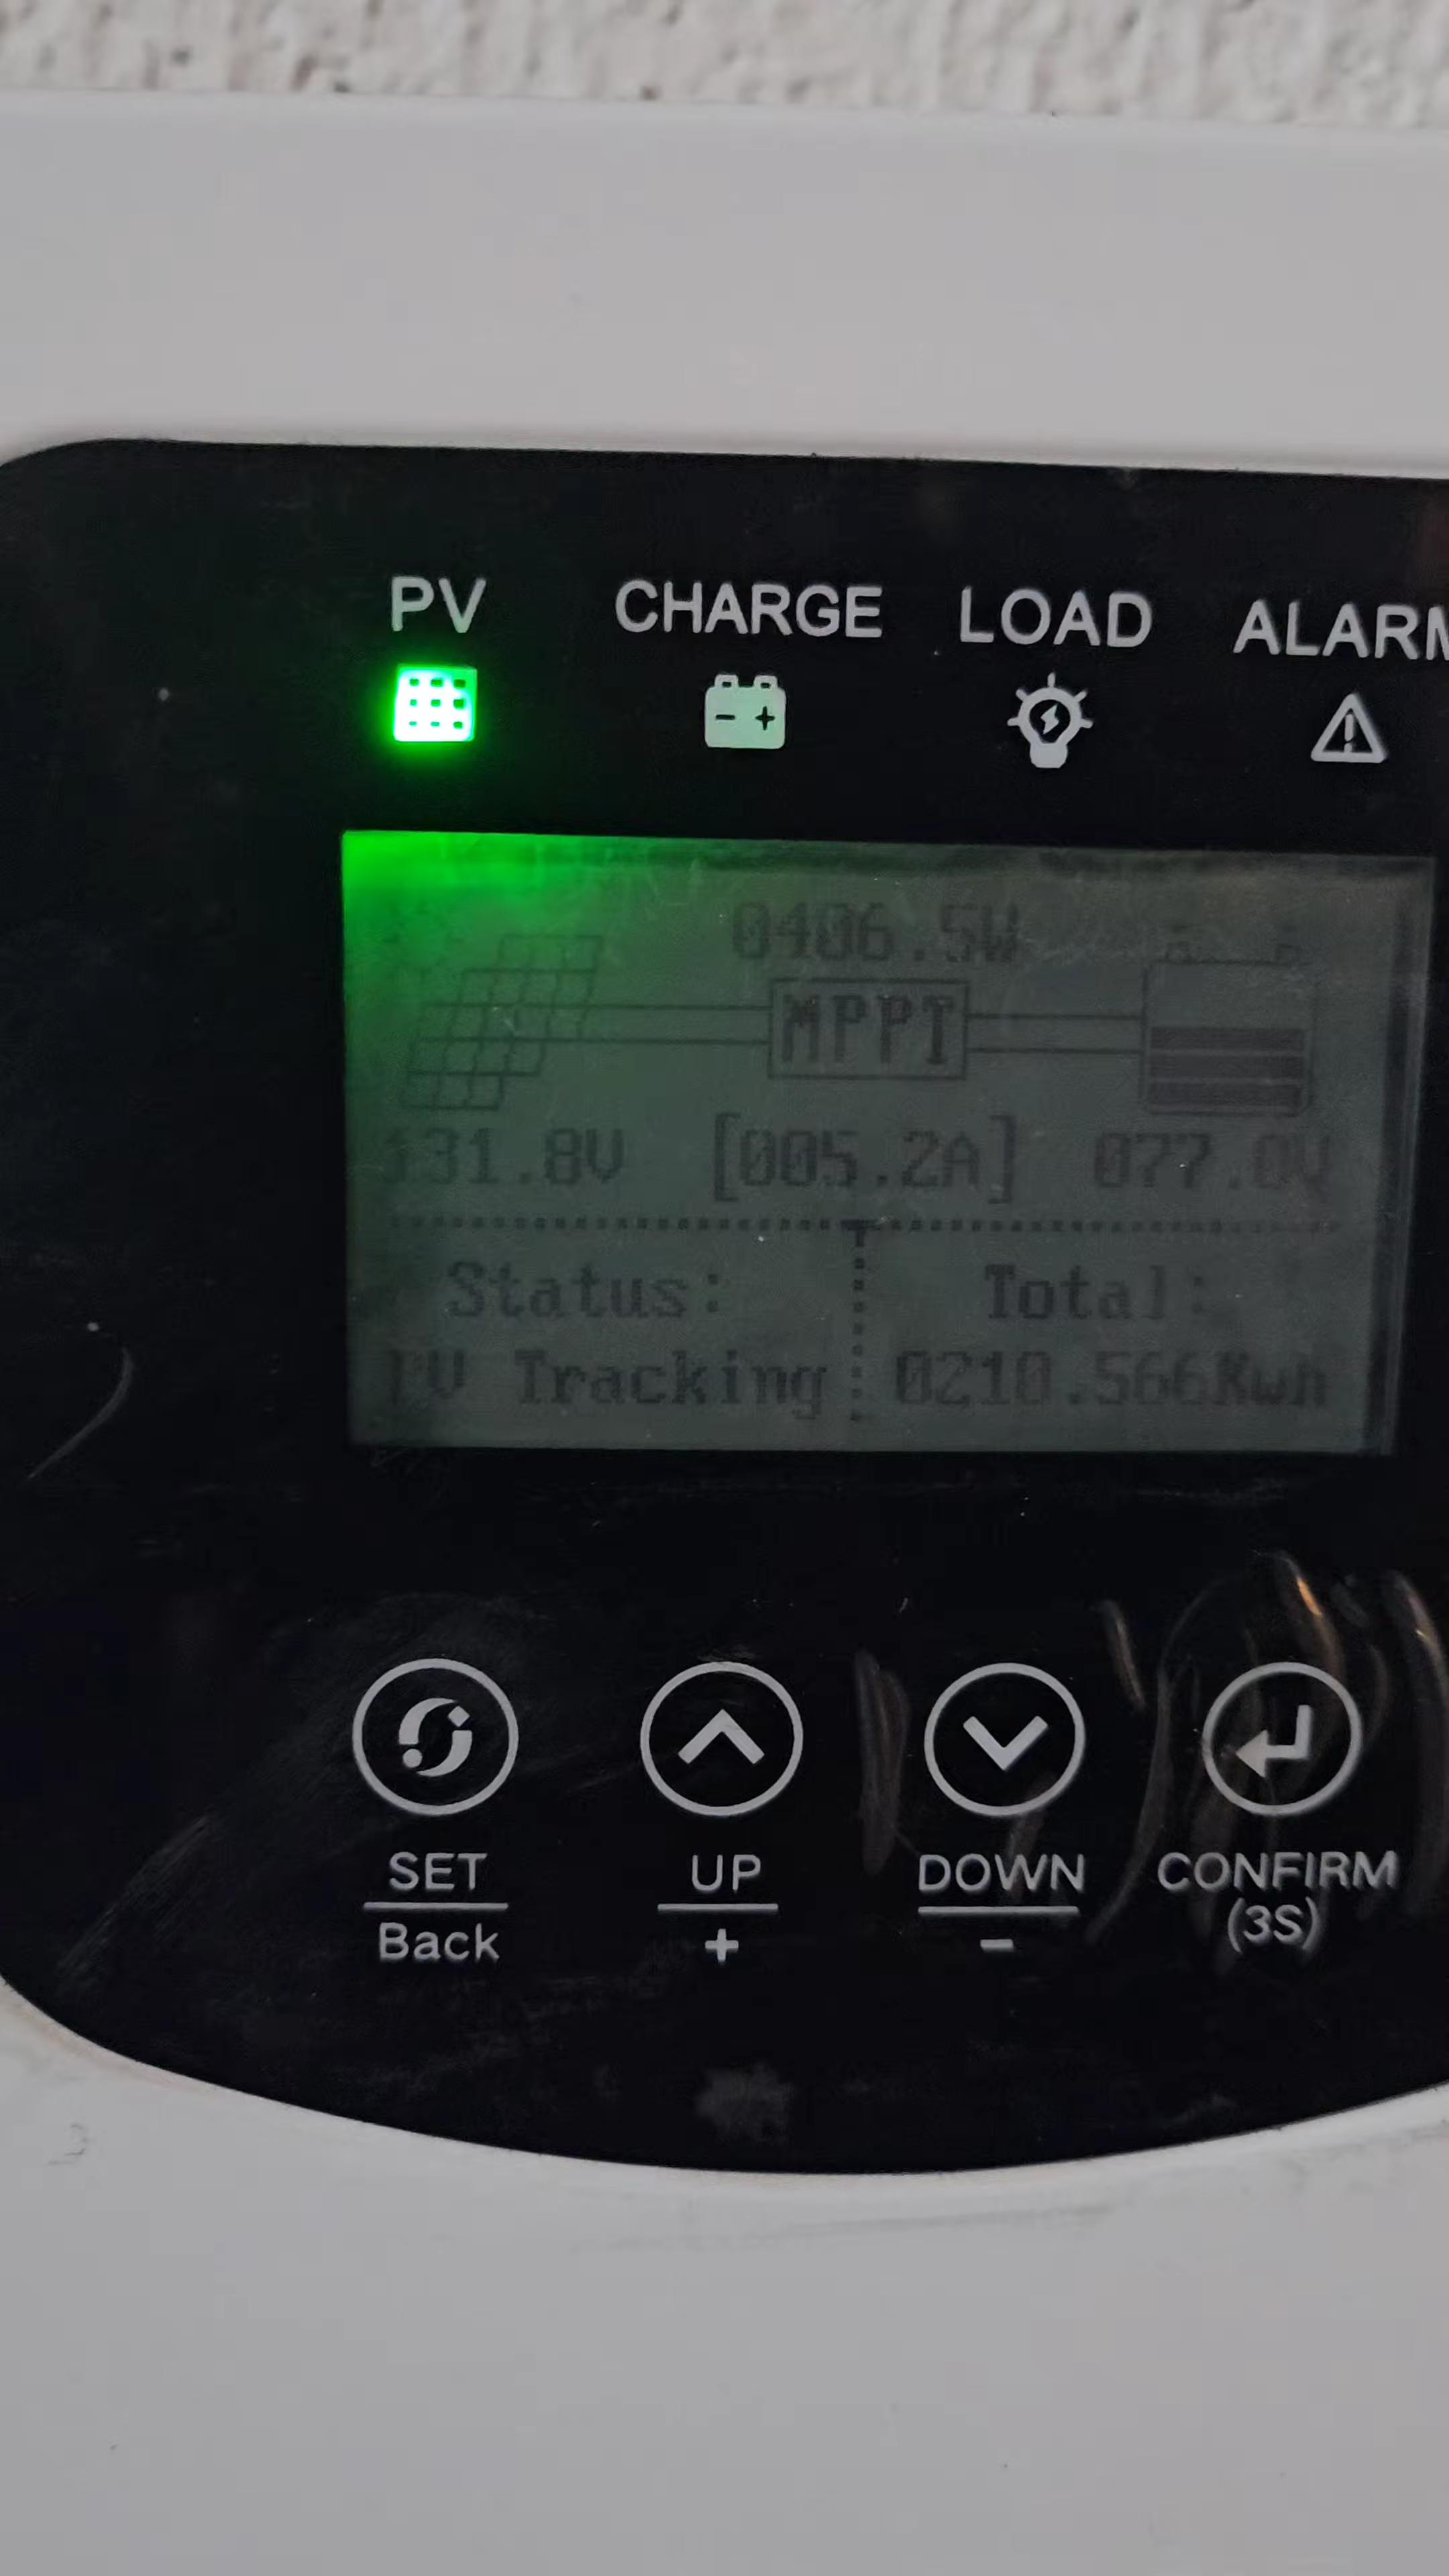 PV CHARGE LOAD ALARM
0406.5W
MPPT
131.8V [005.2A] 077.0V
Status: Total:
PV Tracking 0210.566Kwh
SET UP DOWN CONFIRM
Back + - (3S)